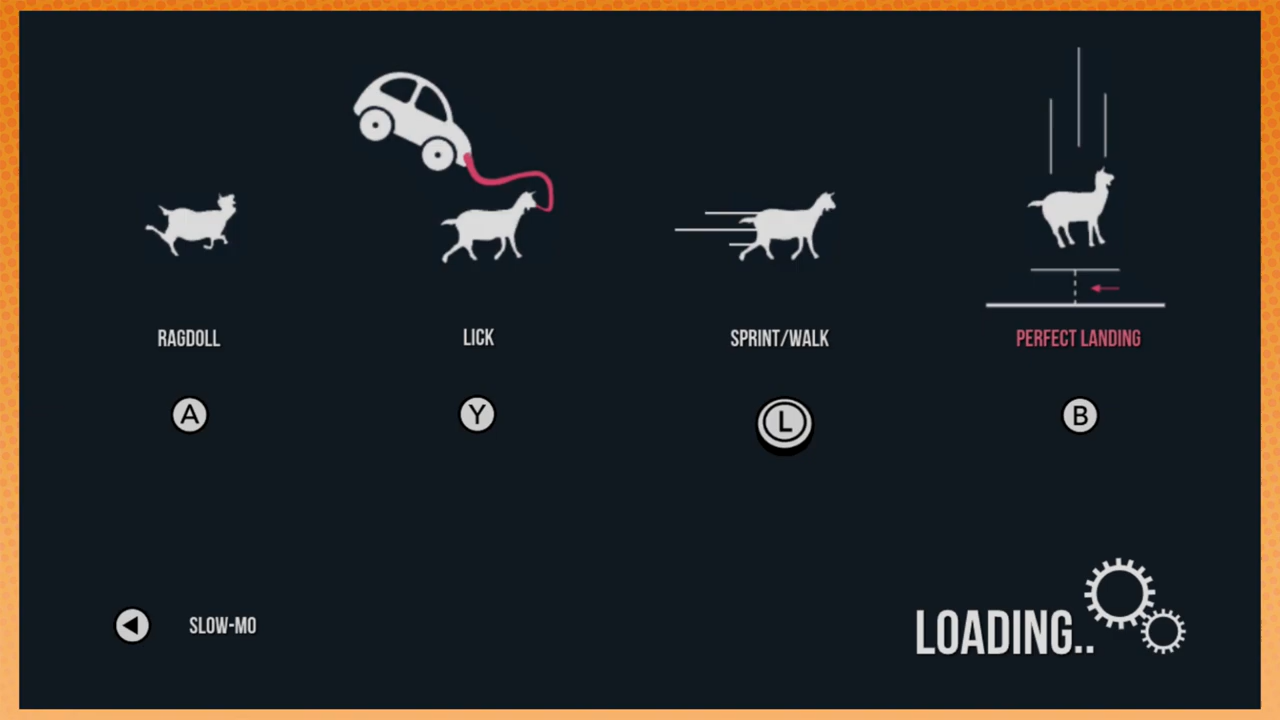 RAGDOLL
LICK
SPRINT/WALK
PERFECT LANDING
A
Y
L
B
SLOW-MO
LOADING..